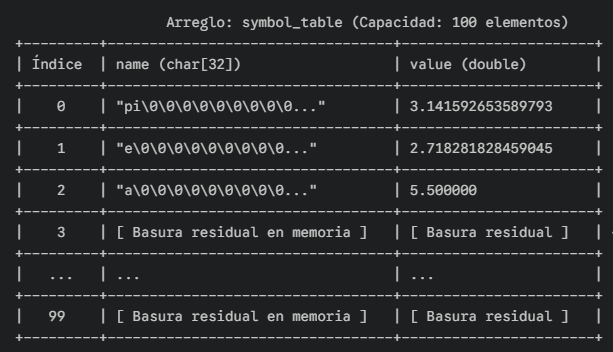 Arreglo: symbol_table (Capacidad: 100 elementos)
+---------+----------------------------------+-----------------------+
| Índice | name (char[32]) | value (double) |
+---------+----------------------------------+-----------------------+
| 0 | "pi\0\0\0\0\0\0\0\0\0..." | 3.141592653589793 |
+---------+----------------------------------+-----------------------+
| 1 | "e\0\0\0\0\0\0\0\0\0..." | 2.718281828459045 |
+---------+----------------------------------+-----------------------+
| 2 | "a\0\0\0\0\0\0\0\0\0..." | 5.500000 |
+---------+----------------------------------+-----------------------+
| 3 | [ Basura residual en memoria ] | [ Basura residual ] |
+---------+----------------------------------+-----------------------+
| ... | ... | ... |
+---------+----------------------------------+-----------------------+
| 99 | [ Basura residual en memoria ] | [ Basura residual ] |
+---------+----------------------------------+-----------------------+